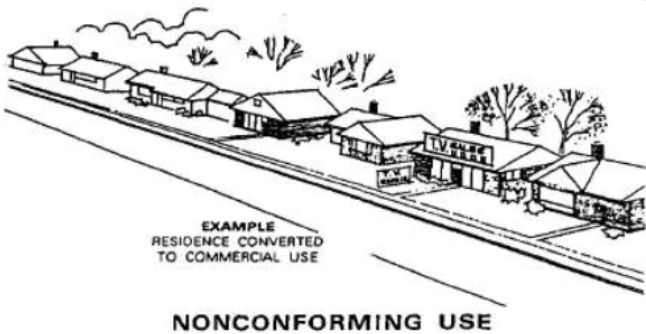 T.V.
T.V.
EXAMPLE
RESIDENCE CONVERTED
TO COMMERCIAL USE
NONCONFORMING USE